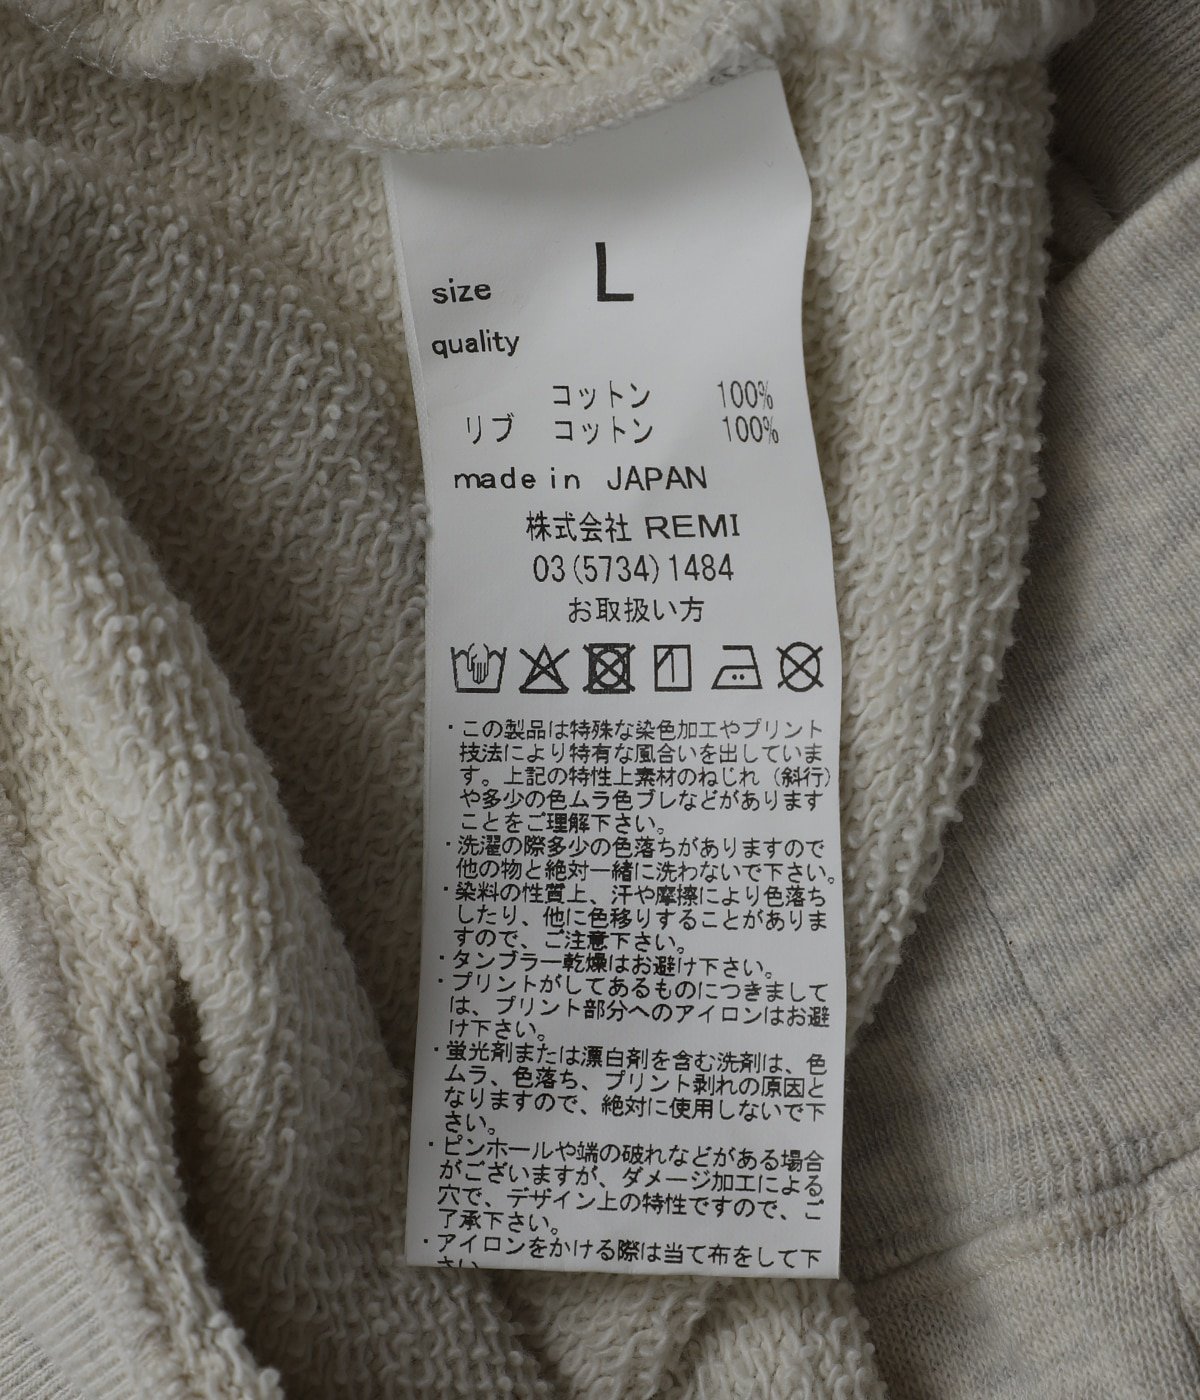 size L
quality
コットン 100%
リブ コットン 100%
made in JAPAN
株式会社 REMI
03(5734)1484
お取扱い方
・この製品は特殊な染色加工やプリント
技法により特有な風合いを出していま
す。上記の特性上素材のねじれ（斜行）
や多少の色ムラ色ブレなどがあります
ことをご理解下さい。
・洗濯の際多少の色落ちがありますので
他の物と絶対一緒に洗わないで下さい。
・染料の性質上、汗や摩擦により色落ち
したり、他に色移りすることがありま
すので、ご注意下さい。
・タンブラー乾燥はお避け下さい。
・プリントがしてあるものにつきまして
は、プリント部分へのアイロンはお避
け下さい。
・蛍光剤または漂白剤を含む洗剤は、色
ムラ、色落ち、プリント剥れの原因と
なりますので、絶対に使用しないで下
さい。
・ピンホールや端の破れなどがある場合
がございますが、ダメージ加工による
穴で、デザイン上の特性ですので、ご
了承下さい。
・アイロンをかける際は当て布をして下
さい。